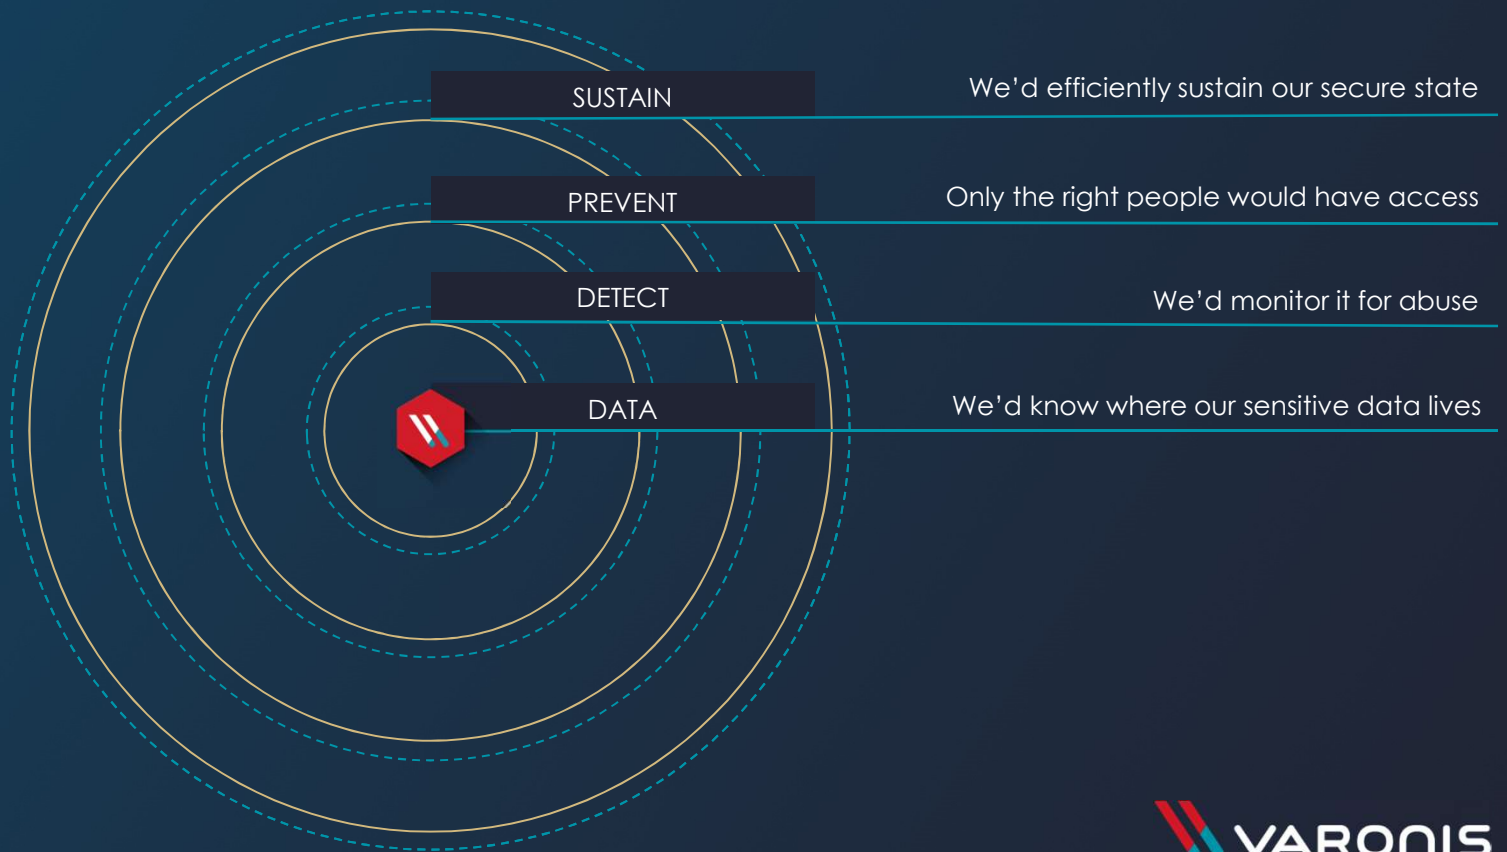 SUSTAIN
We’d efficiently sustain our secure state
PREVENT
Only the right people would have access
DETECT
We’d monitor it for abuse
DATA
We’d know where our sensitive data lives
VARONIS